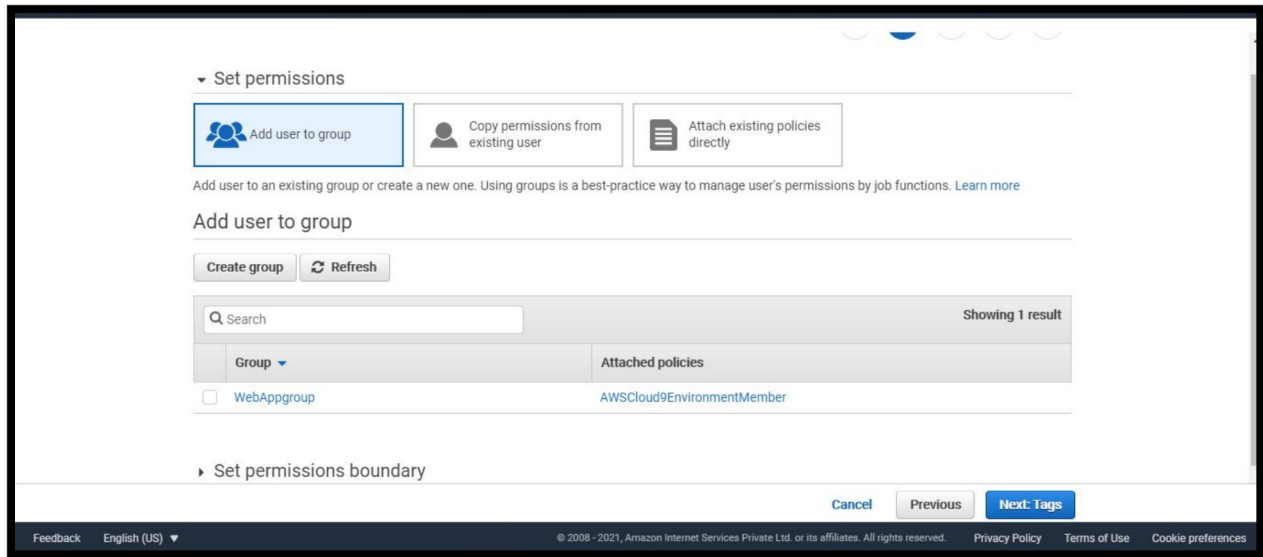 Set permissions
Add user to group
Copy permissions from
existing user
Attach existing policies
directly
Add user to an existing group or create a new one. Using groups is a best-practice way to manage user's permissions by job functions. Learn more
Add user to group
Create group Refresh
Search Showing 1 result
Group Attached policies
WebAppgroup AWSCloud9EnvironmentMember
Set permissions boundary
Cancel Previous Next: Tags
Feedback English (US) © 2008 - 2021, Amazon Internet Services Private Ltd. or its affiliates. All rights reserved. Privacy Policy Terms of Use Cookie preferences